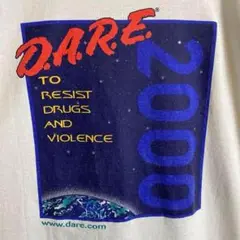 D.A.R.E.®
TO
RESIST
DRUGS
AND
VIOLENCE
2000
www.dare.com